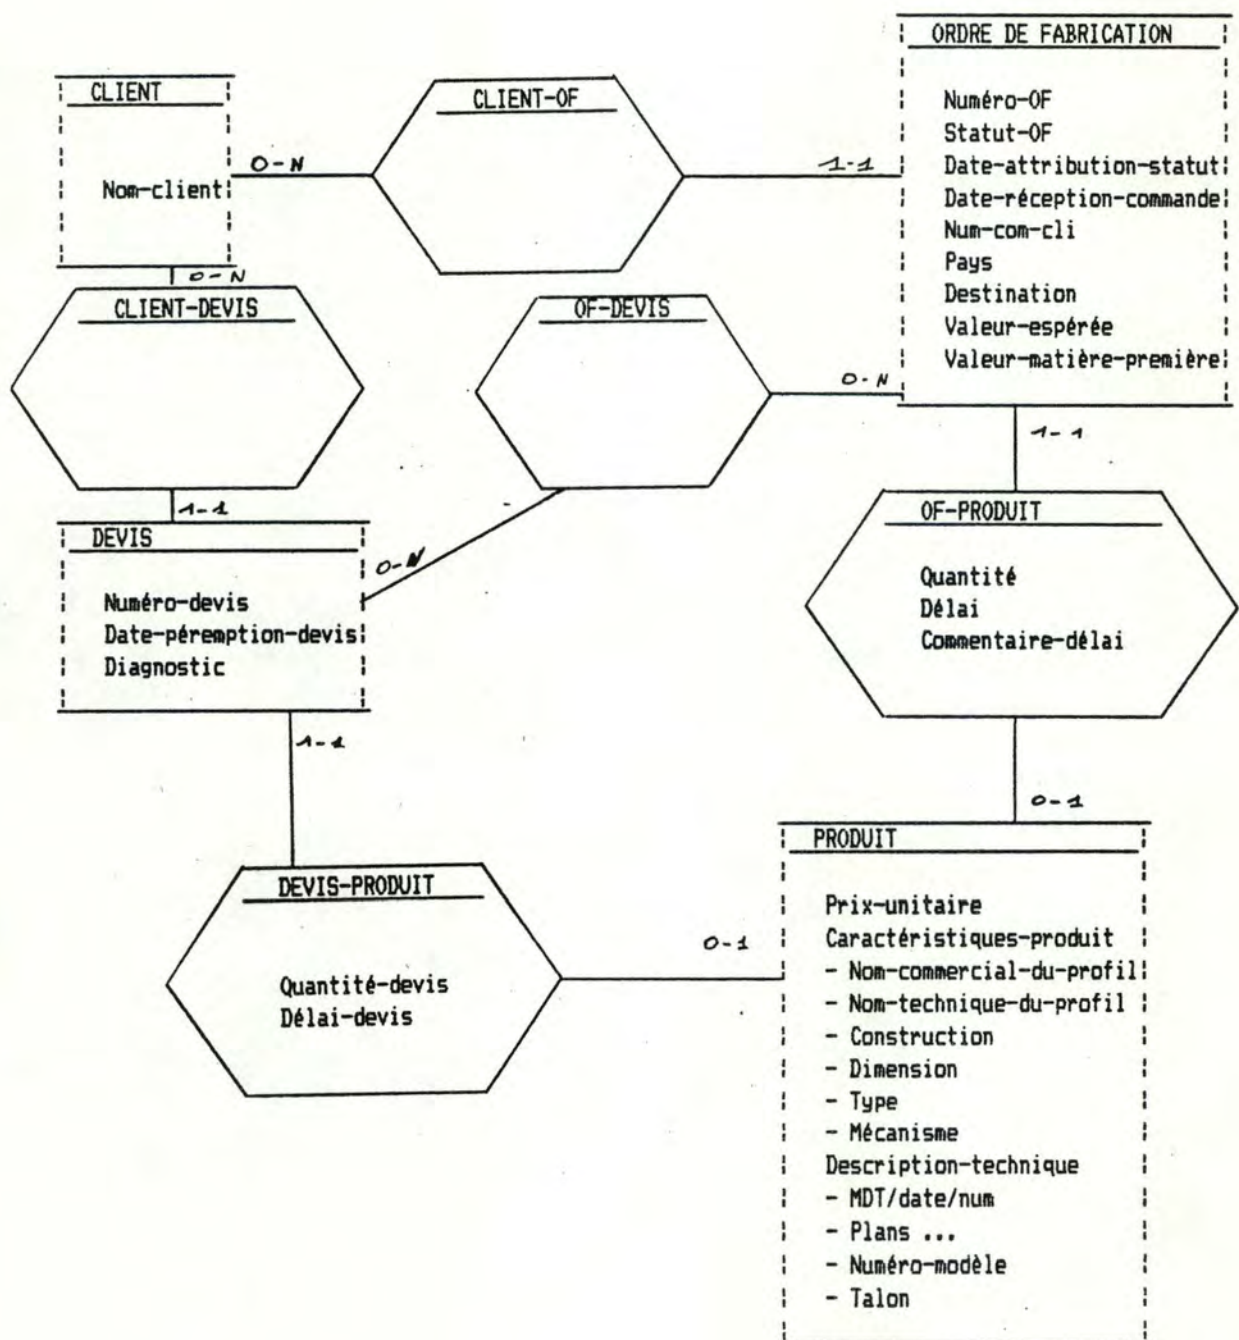 ORDRE DE FABRICATION
Numéro-OF
Statut-OF
Date-attribution-statut
Date-réception-commande
Num-com-cli
Pays
Destination
Valeur-espérée
Valeur-matière-première
CLIENT
Nom-client
CLIENT-OF
0-N
1-1
0-N
CLIENT-DEVIS
OF-DEVIS
0-N
1-1
1-1
DEVIS
Numéro-devis
Date-péremption-devis
Diagnostic
0-N
OF-PRODUIT
Quantité
Délai
Commentaire-délai
1-1
0-1
DEVIS-PRODUIT
Quantité-devis
Délai-devis
0-1
PRODUIT
Prix-unitaire
Caractéristiques-produit
- Nom-commercial-du-profil
- Nom-technique-du-profil
- Construction
- Dimension
- Type
- Mécanisme
Description-technique
- MDT/date/num
- Plans ...
- Numéro-modèle
- Talon